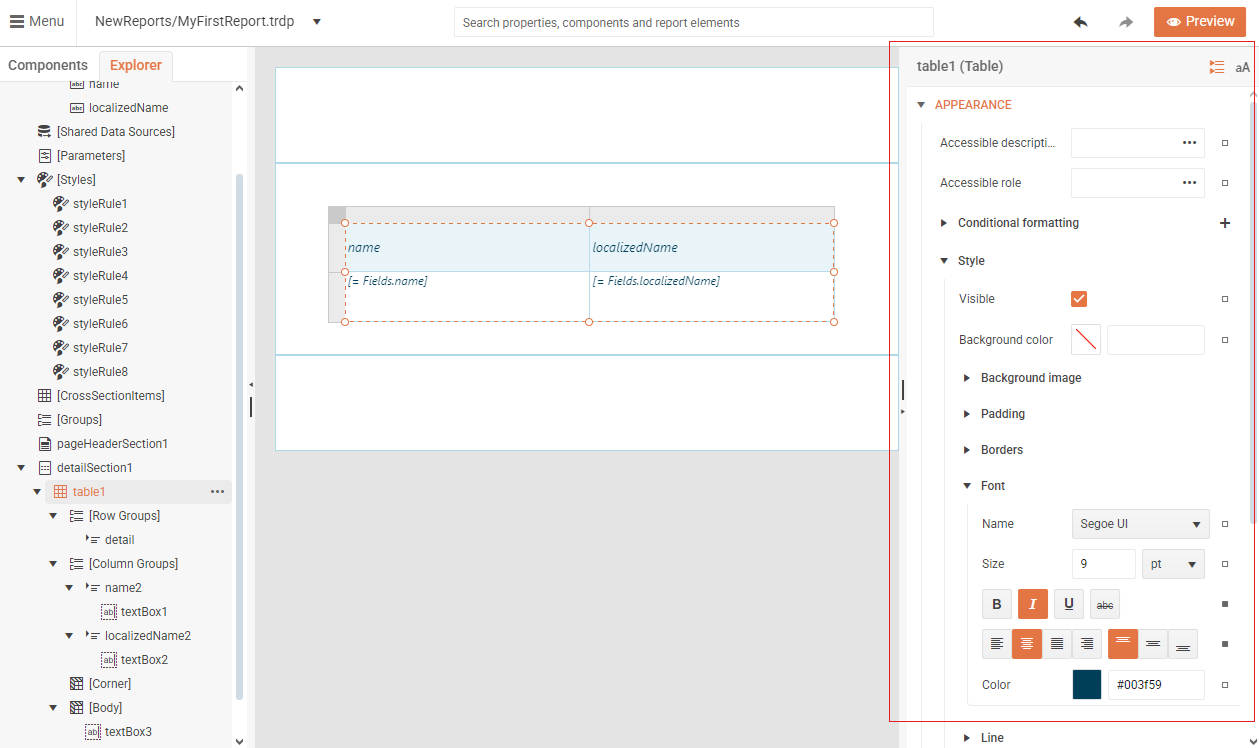 Menu
NewReports/MyFirstReport.trdp
Search properties, components and report elements
Preview
Components
Explorer
name
localizedName
[Shared Data Sources]
[Parameters]
[Styles]
styleRule1
styleRule2
styleRule3
styleRule4
styleRule5
styleRule6
styleRule7
styleRule8
[CrossSectionItems]
[Groups]
pageHeaderSection1
detailSection1
table1
[Row Groups]
detail
[Column Groups]
name2
textBox1
localizedName2
textBox2
[Corner]
[Body]
textBox3
name
localizedName
[= Fields.name]
[= Fields.localizedName]
table1 (Table)
aA
APPEARANCE
Accessible descripti...
Accessible role
Conditional formatting
Style
Visible
Background color
Background image
Padding
Borders
Font
Name
Segoe UI
Size
9
pt
B
I
U
abc
Color
#003f59
Line